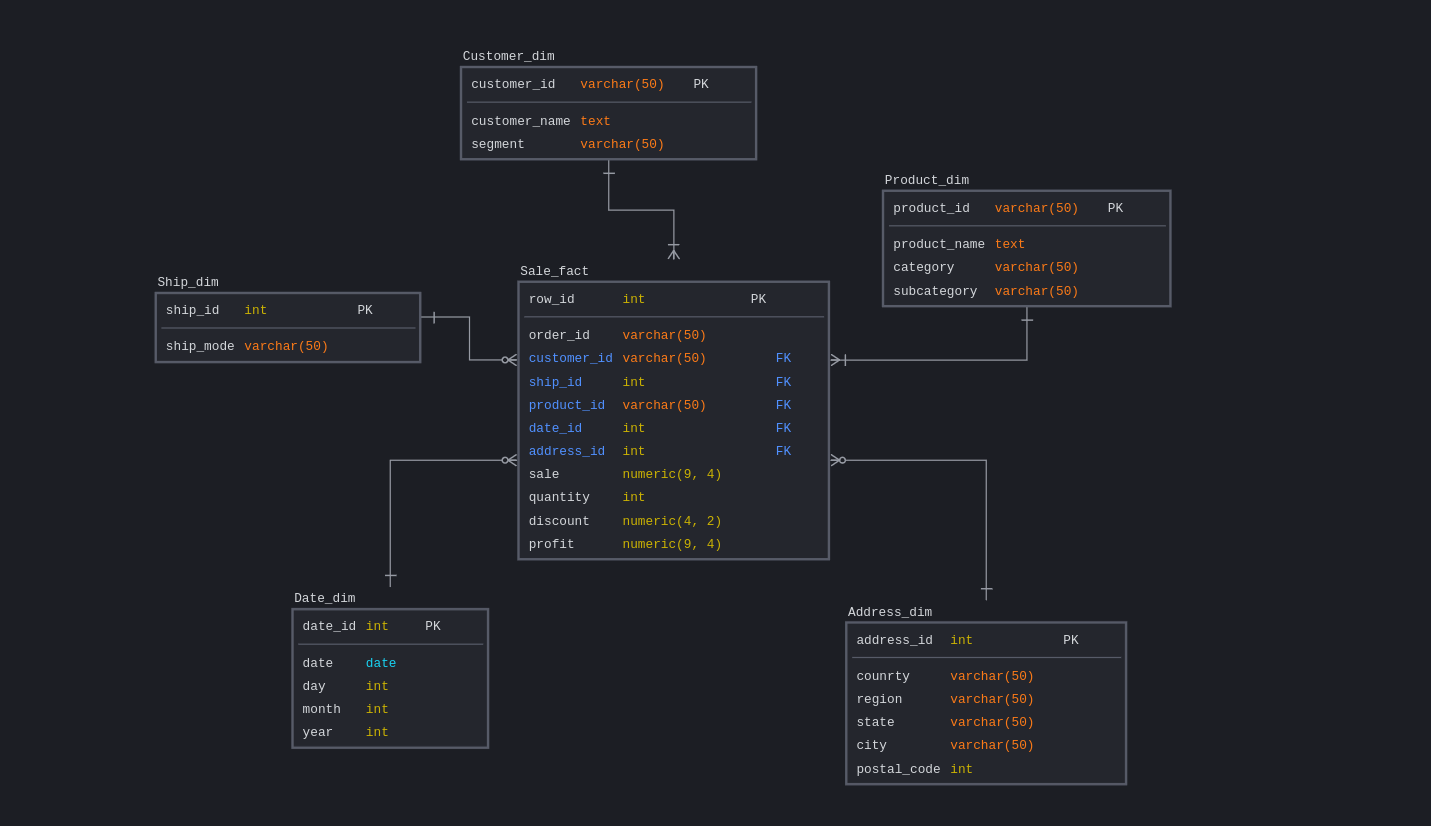 Customer_dim
customer_id varchar(50) PK
customer_name text
segment varchar(50)
Product_dim
product_id varchar(50) PK
product_name text
category varchar(50)
subcategory varchar(50)
Ship_dim
ship_id int PK
ship_mode varchar(50)
Sale_fact
row_id int PK
order_id varchar(50)
customer_id varchar(50) FK
ship_id int FK
product_id varchar(50) FK
date_id int FK
address_id int FK
sale numeric(9, 4)
quantity int
discount numeric(4, 2)
profit numeric(9, 4)
Date_dim
date_id int PK
date date
day int
month int
year int
Address_dim
address_id int PK
counrty varchar(50)
region varchar(50)
state varchar(50)
city varchar(50)
postal_code int